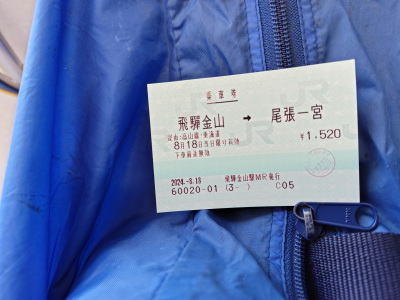 乗車券
飛騨金山 → 尾張一宮
経由:高山線・東海道
8月18日当日限り有効 ¥1,520
下車前途無効
2024.-8.18 飛騨金山駅MR発行
60020-01 (3- ) C05